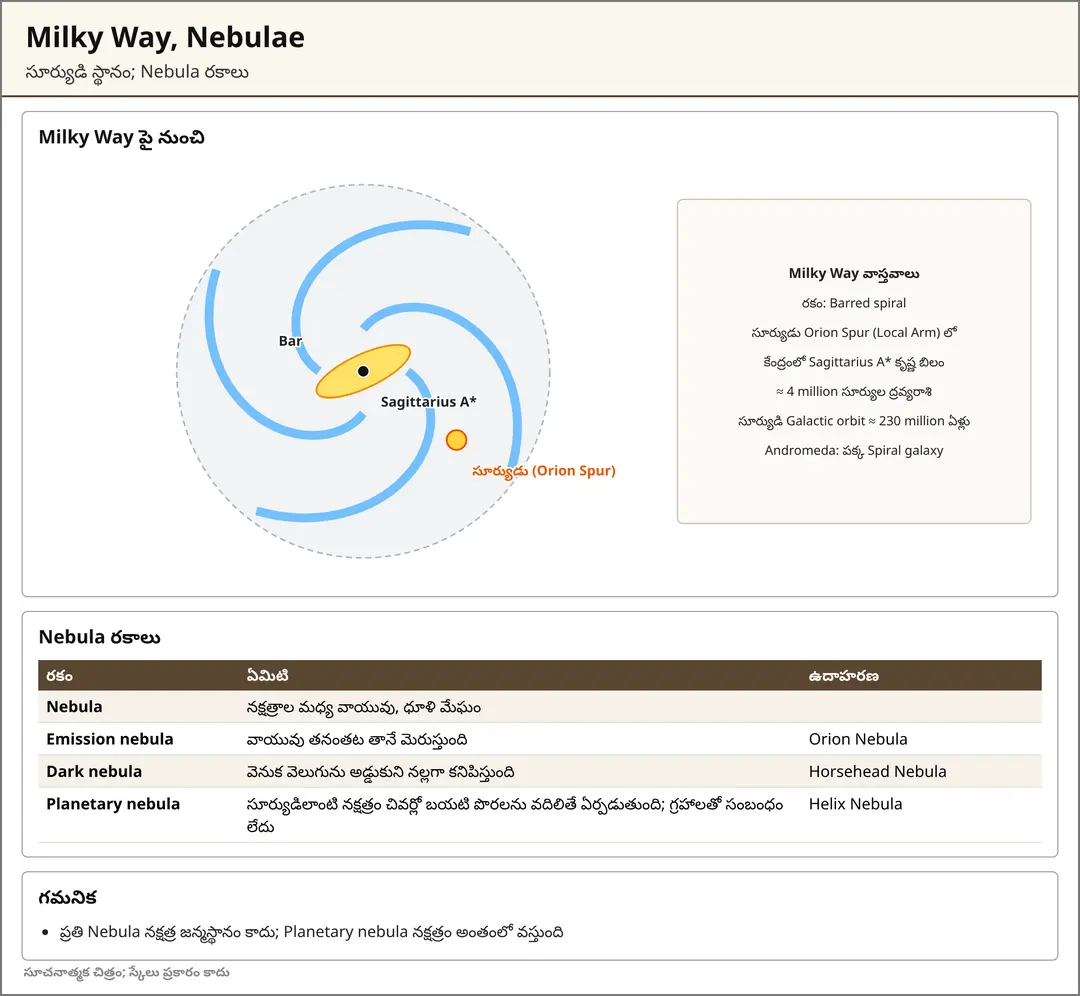 Milky Way, Nebulae
సూర్యుడి స్థానం; Nebula రకాలు
Milky Way పై నుంచి
Bar
Sagittarius A*
సూర్యుడు (Orion Spur)
Milky Way వాస్తవాలు
రకం: Barred spiral
సూర్యుడు Orion Spur (Local Arm) లో
కేంద్రంలో Sagittarius A* కృష్ణ బిలం
≈ 4 million సూర్యుల ద్రవ్యరాశి
సూర్యుడి Galactic orbit ≈ 230 million ఏళ్లు
Andromeda: పక్క Spiral galaxy
Nebula రకాలు
రకం ఏమిటి ఉదాహరణ
Nebula నక్షత్రాల మధ్య వాయువు, ధూళి మేఘం
Emission nebula వాయువు తనంతట తానే మెరుస్తుంది Orion Nebula
Dark nebula వెనుక వెలుగును అడ్డుకుని నల్లగా కనిపిస్తుంది Horsehead Nebula
Planetary nebula సూర్యుడిలాంటి నక్షత్రం చివర్లో బయటి పొరలను వదిలితే ఏర్పడుతుంది; గ్రహాలతో సంబంధం Helix Nebula
లేదు
గమనిక
• ప్రతి Nebula నక్షత్ర జన్మస్థానం కాదు; Planetary nebula నక్షత్రం అంతంలో వస్తుంది
సూచనాత్మక చిత్రం; స్కేలు ప్రకారం కాదు